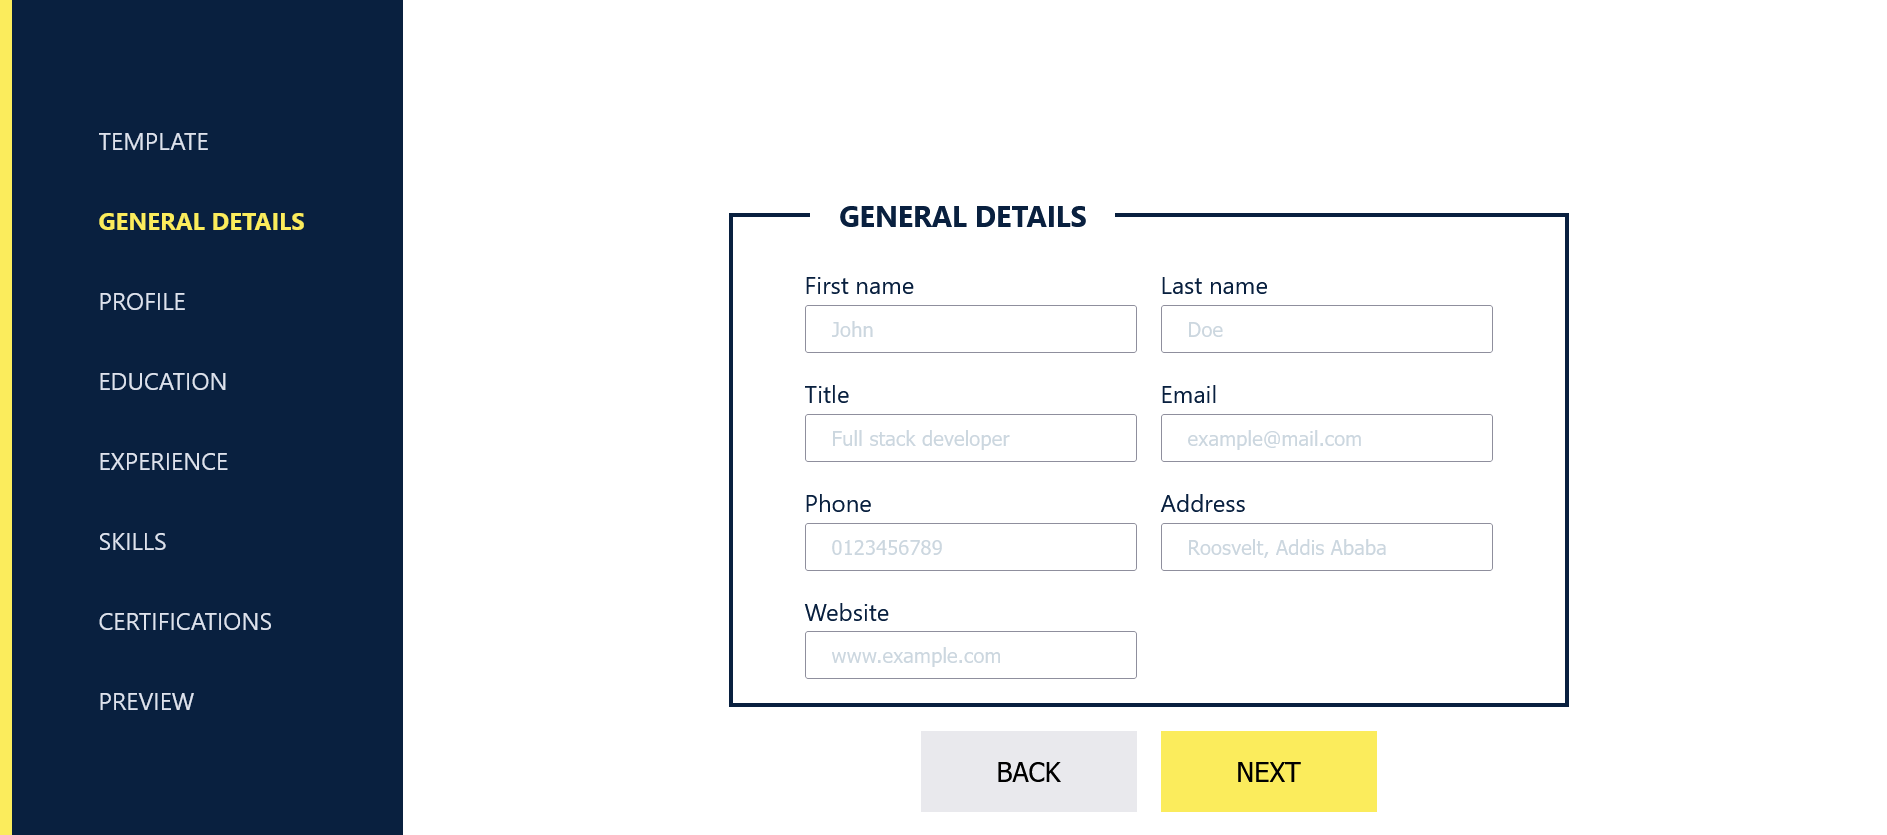 TEMPLATE
GENERAL DETAILS
PROFILE
EDUCATION
EXPERIENCE
SKILLS
CERTIFICATIONS
PREVIEW
GENERAL DETAILS
First name Last name
John Doe
Title Email
Full stack developer example@mail.com
Phone Address
0123456789 Roosvelt, Addis Ababa
Website
www.example.com
BACK NEXT